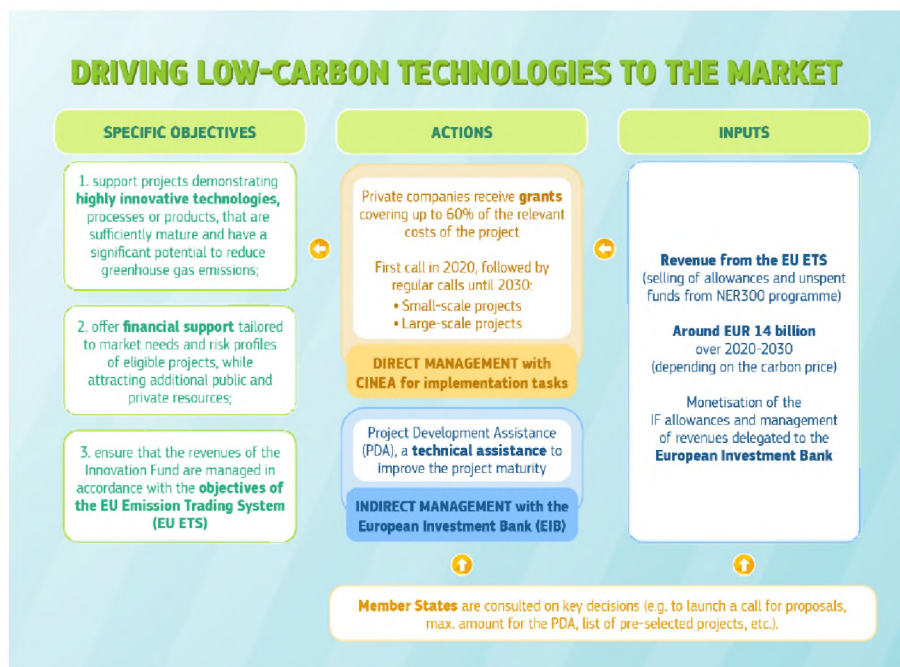 DRIVING LOW-CARBON TECHNOLOGIES TO THE MARKET
SPECIFIC OBJECTIVES
1. support projects demonstrating
highly innovative technologies,
processes or products, that are
sufficiently mature and have a
significant potential to reduce
greenhouse gas emissions;
2. offer financial support tailored
to market needs and risk profiles
of eligible projects, while
attracting additional public and
private resources;
3. ensure that the revenues of the
Innovation Fund are managed in
accordance with the objectives of
the EU Emission Trading System
(EU ETS)
ACTIONS
Private companies receive grants
covering up to 60% of the relevant
costs of the project
First call in 2020, followed by
regular calls until 2030:
• Small-scale projects
• Large-scale projects
DIRECT MANAGEMENT with
CINEA for implementation tasks
Project Development Assistance
(PDA), a technical assistance to
improve the project maturity
INDIRECT MANAGEMENT with the
European Investment Bank (EIB)
INPUTS
Revenue from the EU ETS
(selling of allowances and unspent
funds from NER300 programme)
Around EUR 14 billion
over 2020-2030
(depending on the carbon price)
Monetisation of the
IF allowances and management
of revenues delegated to the
European Investment Bank
Member States are consulted on key decisions (e.g. to launch a call for proposals,
max. amount for the PDA, list of pre-selected projects, etc.).